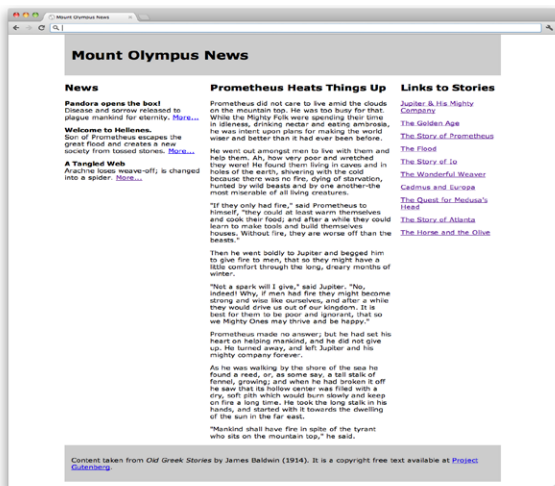 Mount Olympus News
Mount Olympus News
News
Pandora opens the box!
Disease and sorrow released to
plague mankind for eternity. More...
Welcome to Hellenes.
Son of Prometheus escapes the
great flood and creates a new
society from tossed stones. More...
A Tangled Web
Arachne loses weave-off; is changed
into a spider. More...
Prometheus Heats Things Up
Prometheus did not care to live amid the clouds
on the mountain top. He was too busy for that.
While the Mighty Folk were spending their time
in idleness, drinking nectar and eating ambrosia,
he was intent upon plans for making the world
wiser and better than it had ever been before.
He went out amongst men to live with them and
help them. Ah, how very poor and wretched
they were! He found them living in caves and in
holes of the earth, shivering with the cold
because there was no fire, dying of starvation,
hunted by wild beasts and by one another-the
most miserable of all living creatures.
"If they only had fire," said Prometheus to
himself, "they could at least warm themselves
and cook their food; and after a while they could
learn to make tools and build themselves
houses. Without fire, they are worse off than the
beasts."
Then he went boldly to Jupiter and begged him
to give fire to men, that so they might have a
little comfort through the long, dreary months of
winter.
"Not a spark will I give," said Jupiter. "No,
indeed! Why, if men had fire they might become
strong and wise like ourselves, and after a while
they would drive us out of our kingdom. It is
best for them to be poor and ignorant, that so
we Mighty Ones may thrive and be happy."
Prometheus made no answer; but he had set his
heart on helping mankind, and he did not give
up. He turned away, and left Jupiter and his
mighty company forever.
As he was walking by the shore of the sea he
found a reed, or, as some say, a tall stalk of
fennel, growing; and when he had broken it off
he saw that its hollow center was filled with a
dry, soft pith which would burn slowly and keep
on fire a long time. He took the long stalk in his
hands, and started with it towards the dwelling
of the sun in the far east.
"Mankind shall have fire in spite of the tyrant
who sits on the mountain top," he said.
Links to Stories
Jupiter & His Mighty
Company
The Golden Age
The Story of Prometheus
The Flood
The Story of Io
The Wonderful Weaver
Cadmus and Europa
The Quest for Medusa's
Head
The Story of Atlanta
The Horse and the Olive
Content taken from Old Greek Stories by James Baldwin (1914). It is a copyright free text available at Project
Gutenberg.